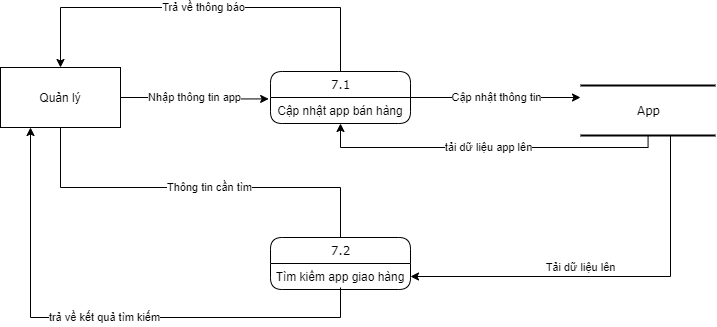 Trả về thông báo
7.1
Quản lý
Nhập thông tin app
Cập nhật app bán hàng
Cập nhật thông tin
App
tải dữ liệu app lên
Thông tin cần tìm
7.2
Tìm kiêm app giao hàng
Tải dữ liệu lên
trả về kết quả tìm kiếm